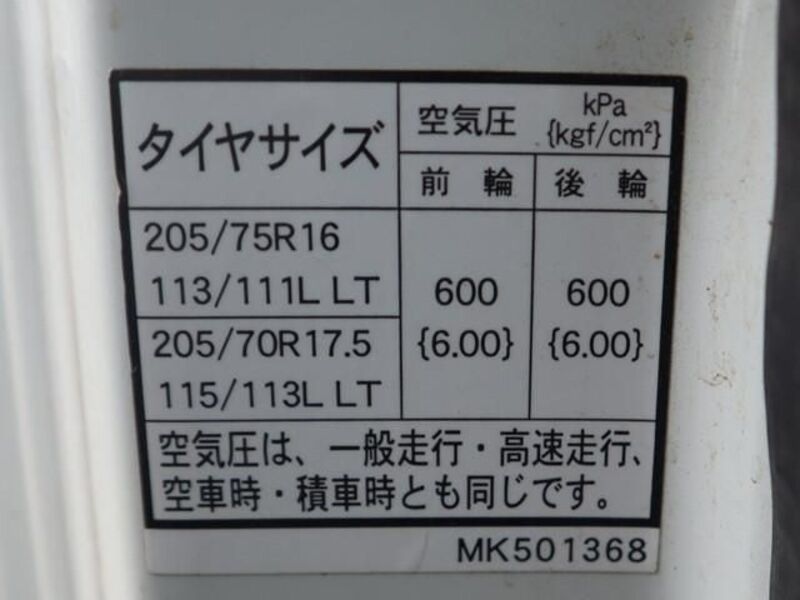 タイヤサイズ
空気圧 kPa
{kgf/cm²}
前輪 後輪
205/75R16
113/111L LT
600 600
205/70R17.5
{6.00} {6.00}
115/113L LT
空気圧は、一般走行・高速走行、
空車時・積車時とも同じです。
MK501368